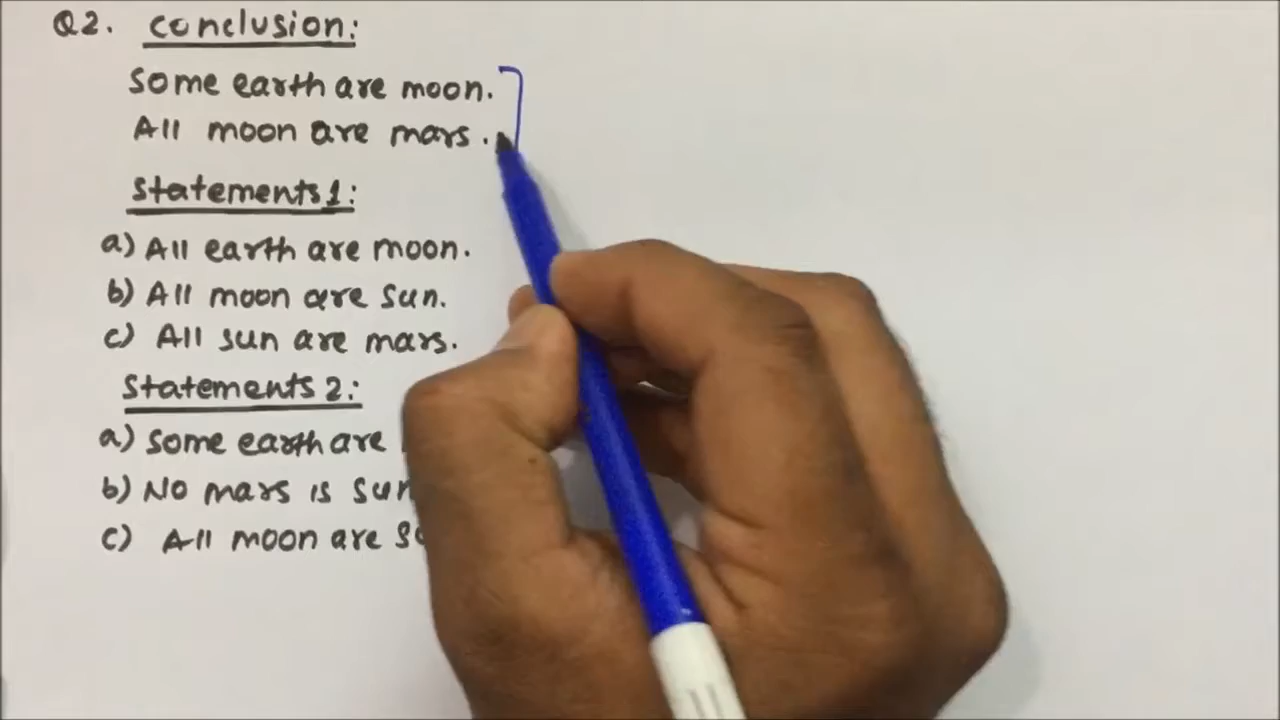 Q2. Conclusion:
Some earth are moon.
All moon are mars.
Statements 1:
a) All earth are moon.
b) All moon are sun.
c) All sun are mars.
Statements 2:
a) Some earth are
b) No mars is sun
c) All moon are